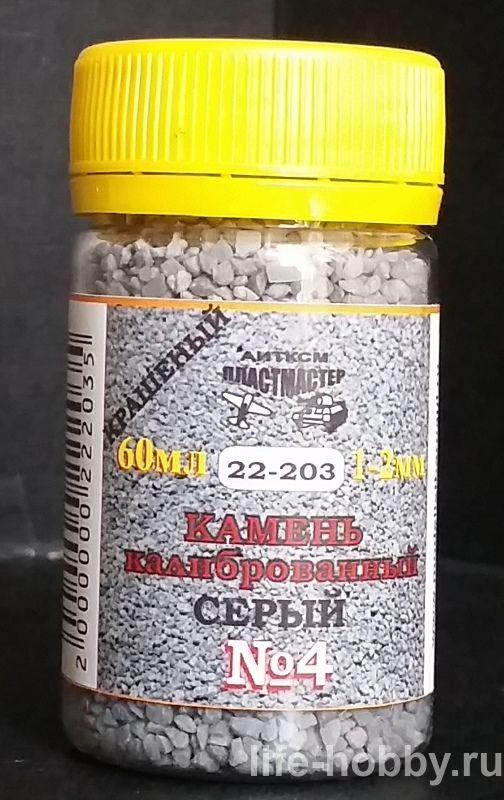 КРАШЕНЫЙ
АИТКСМ
ПЛАСТМАСТЕР
60мл 22-203 1-2мм
КАМЕНЬ
калиброванный
СЕРЫЙ
№4
2000000222035
life-hobby.ru